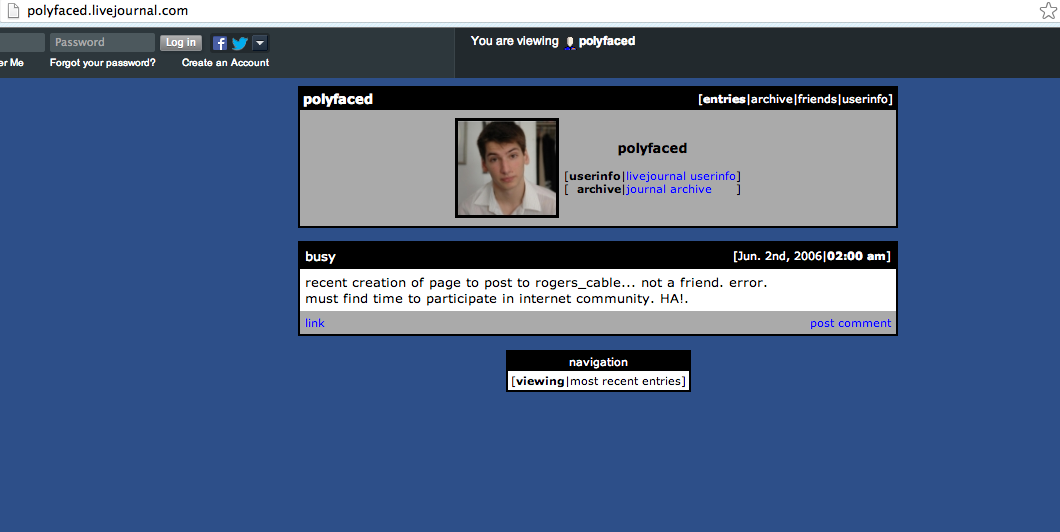 polyfaced.livejournal.com
Password
Log in
You are viewing polyfaced
er Me
Forgot your password?
Create an Account
polyfaced
[entries|archive|friends|userinfo]
polyfaced
[userinfo|livejournal userinfo]
[ archive|journal archive ]
busy
[Jun. 2nd, 2006|02:00 am]
recent creation of page to post to rogers_cable... not a friend. error.
must find time to participate in internet community. HA!.
link
post comment
navigation
[viewing|most recent entries]